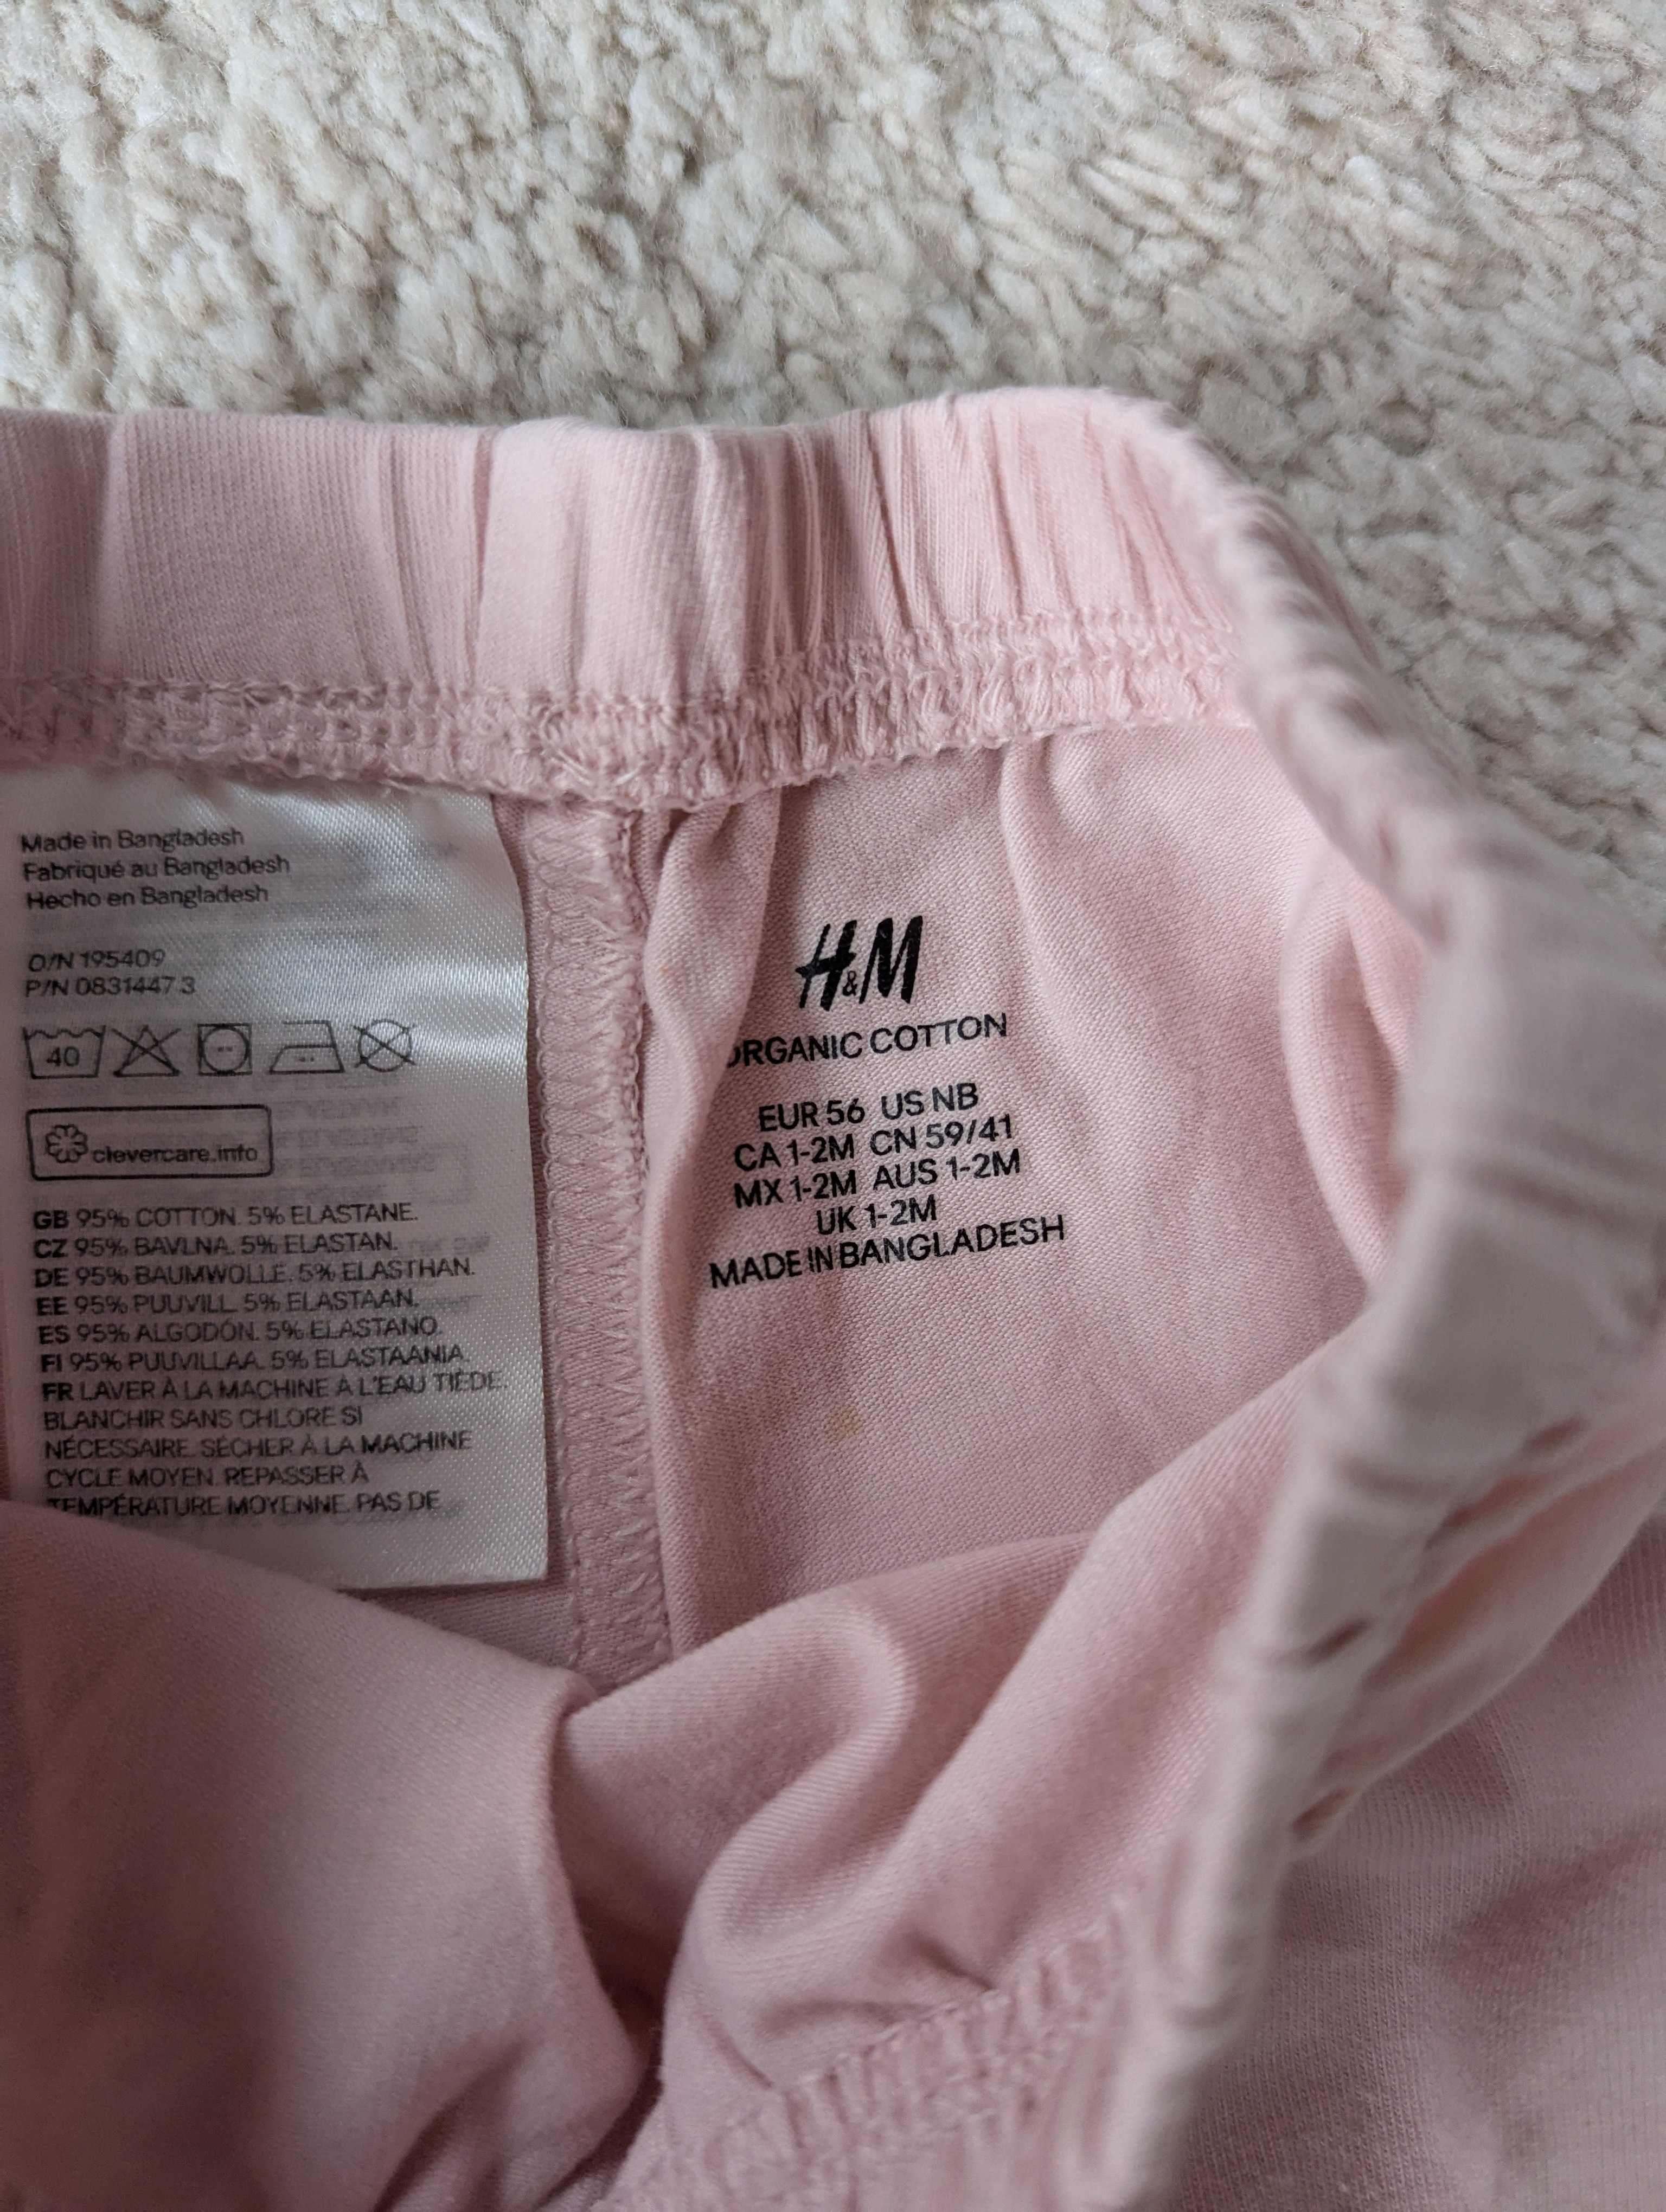 Made in Bangladesh
Fabriqué au Bangladesh
Hecho en Bangladesh
O/N 195409
P/N 0831447 3
40
clevercare.info
GB 95% COTTON. 5% ELASTANE.
CZ 95% BAVLNA. 5% ELASTAN.
DE 95% BAUMWOLLE. 5% ELASTHAN.
EE 95% PUUVILL. 5% ELASTAAN.
ES 95% ALGODÓN. 5% ELASTANO.
FI 95% PUUVILLAA. 5% ELASTAANIA.
FR LAVER À LA MACHINE À L'EAU TIÈDE.
BLANCHIR SANS CHLORE SI
NÉCESSAIRE. SÉCHER À LA MACHINE
CYCLE MOYEN. REPASSER À
TEMPÉRATURE MOYENNE. PAS DE
H&M
ORGANIC COTTON
EUR 56 US NB
CA 1-2M CN 59/41
MX 1-2M AUS 1-2M
UK 1-2M
MADE IN BANGLADESH